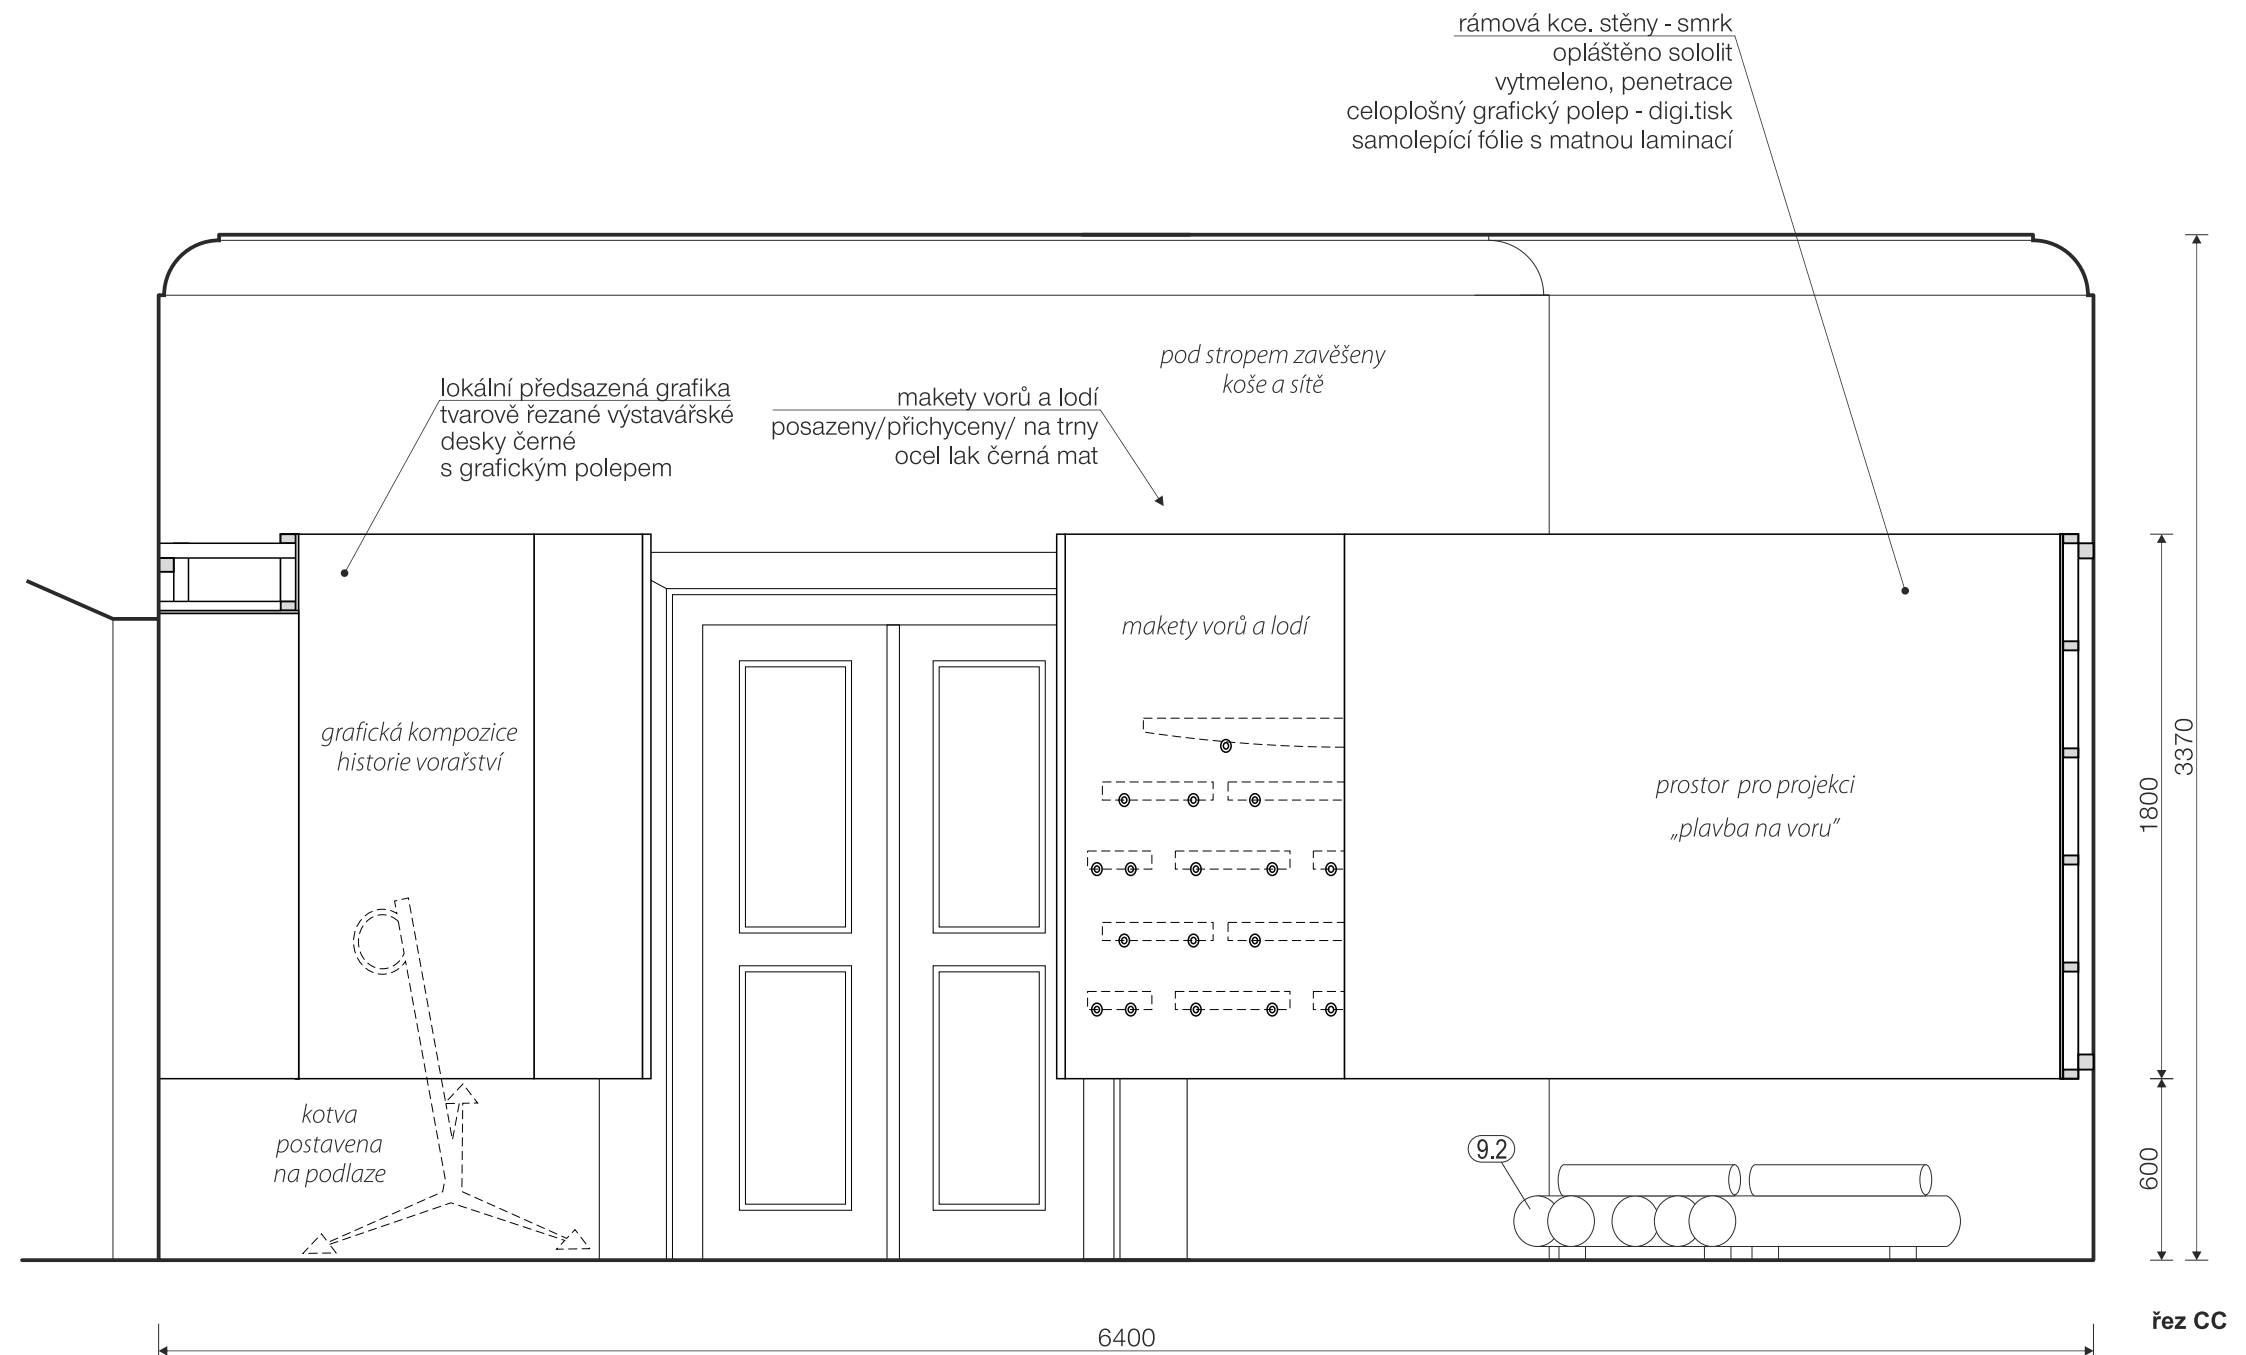 rámová kce. stěny - smrk
opláštěno sololit
vytmeleno, penetrace
celoplošný grafický polep - digi.tisk
samolepící fólie s matnou laminací
pod stropem zavěšeny
koše a sítě
lokální předsazená grafika
tvarově řezané výstavářské
desky černé
s grafickým polepem
makety vorů a lodí
posazeny/přichyceny/ na trny
ocel lak černá mat
makety vorů a lodí
grafická kompozice
historie vorařství
prostor pro projekci
„plavba na voru”
3370
1800
kotva
postavena
na podlaze
9.2
600
řez CC
6400